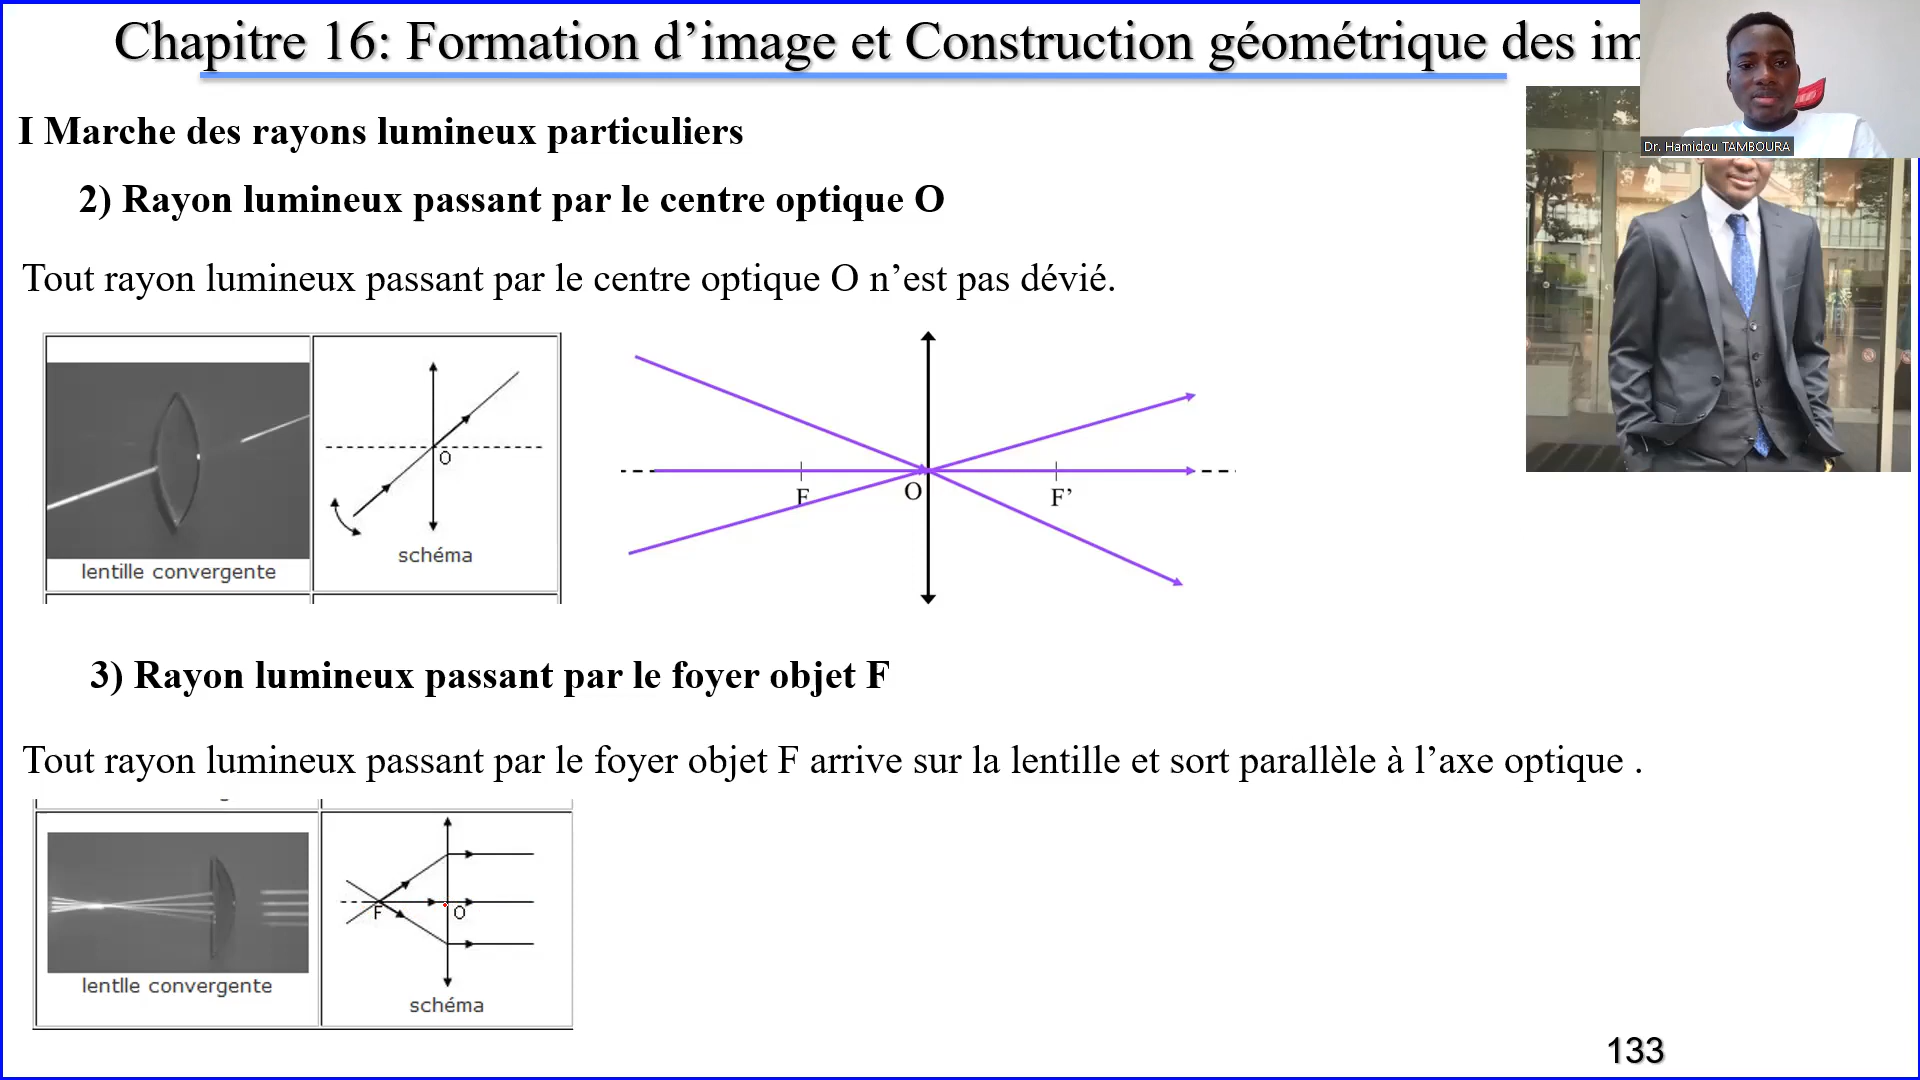 Chapitre 16: Formation d’image et Construction géométrique des im
Dr. Hamidou TAMBOURA
I Marche des rayons lumineux particuliers
2) Rayon lumineux passant par le centre optique O
Tout rayon lumineux passant par le centre optique O n’est pas dévié.
O
lentille convergente
schéma
F
O
F’
3) Rayon lumineux passant par le foyer objet F
Tout rayon lumineux passant par le foyer objet F arrive sur la lentille et sort parallèle à l’axe optique .
F
O
lentlle convergente
schéma
133